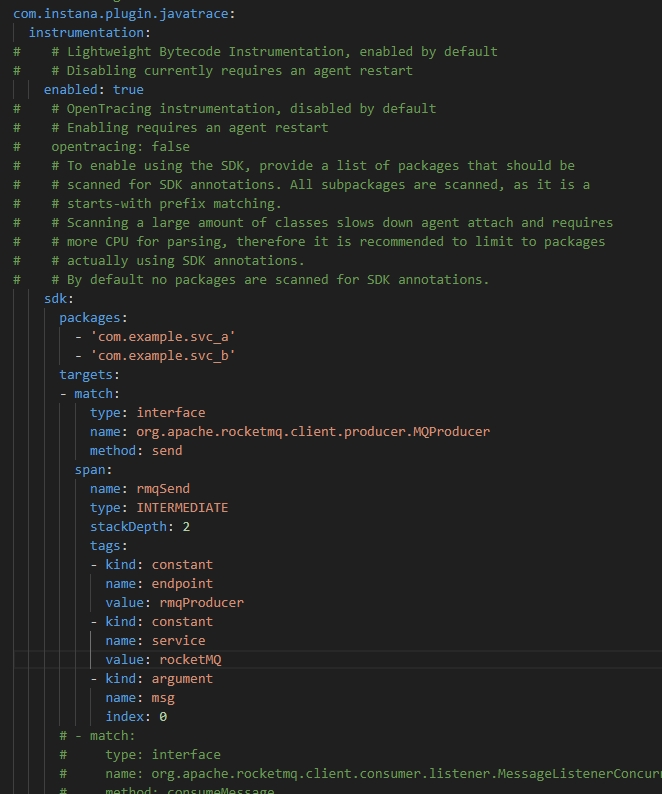 com.instana.plugin.javatrace:
  instrumentation:
#    # Lightweight Bytecode Instrumentation, enabled by default
#    # Disabling currently requires an agent restart
    enabled: true
#    # OpenTracing instrumentation, disabled by default
#    # Enabling requires an agent restart
#    opentracing: false
#    # To enable using the SDK, provide a list of packages that should be
#    # scanned for SDK annotations. All subpackages are scanned, as it is a
#    # starts-with prefix matching.
#    # Scanning a large amount of classes slows down agent attach and requires
#    # more CPU for parsing, therefore it is recommended to limit to packages
#    # actually using SDK annotations.
#    # By default no packages are scanned for SDK annotations.
    sdk:
      packages:
        - 'com.example.svc_a'
        - 'com.example.svc_b'
      targets:
      - match:
          type: interface
          name: org.apache.rocketmq.client.producer.MQProducer
          method: send
        span:
          name: rmqSend
          type: INTERMEDIATE
          stackDepth: 2
          tags:
          - kind: constant
            name: endpoint
            value: rmqProducer
          - kind: constant
            name: service
            value: rocketMQ
          - kind: argument
            name: msg
            index: 0
      # - match:
      #     type: interface
      #     name: org.apache.rocketmq.client.consumer.listener.MessageListenerConcur
      #     method: consumeMessage